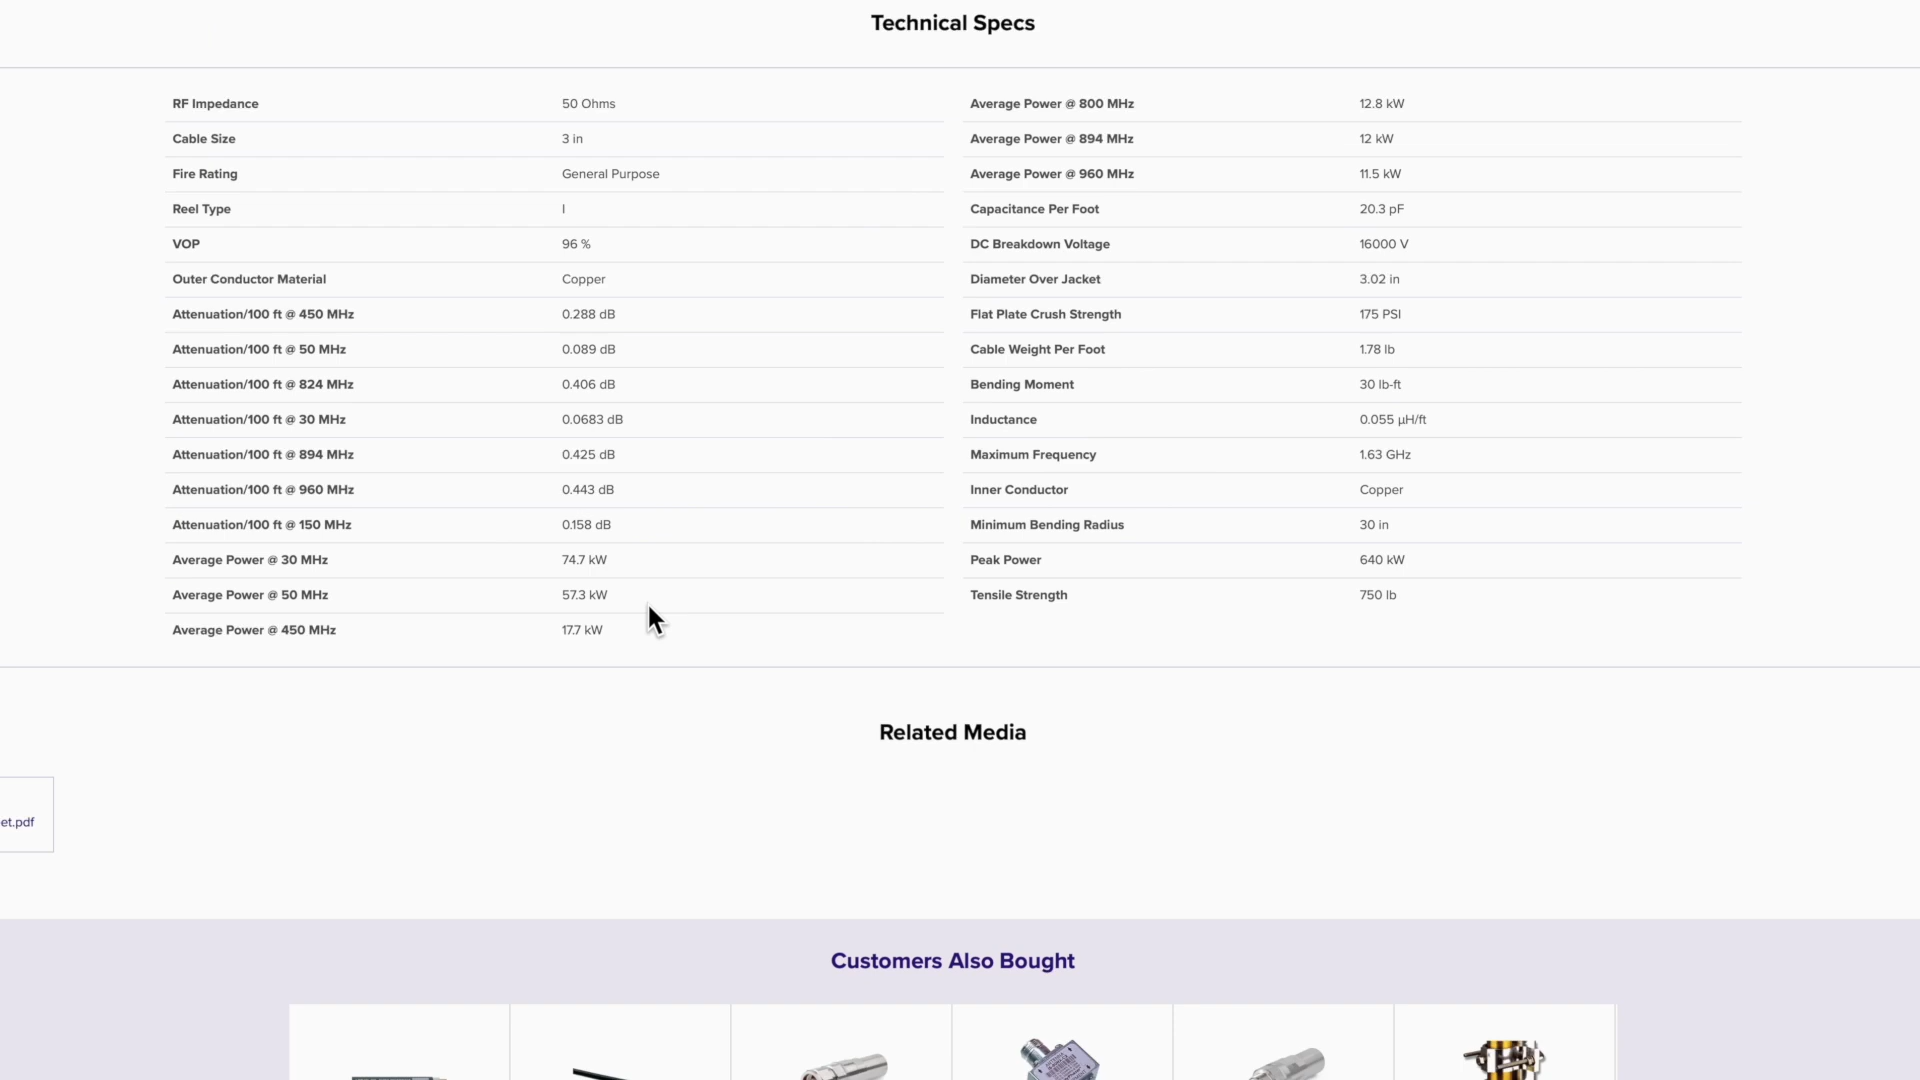 Technical Specs
RF Impedance 50 Ohms
Cable Size 3 in
Fire Rating General Purpose
Reel Type I
VOP 96 %
Outer Conductor Material Copper
Attenuation/100 ft @ 450 MHz 0.288 dB
Attenuation/100 ft @ 50 MHz 0.089 dB
Attenuation/100 ft @ 824 MHz 0.406 dB
Attenuation/100 ft @ 30 MHz 0.0683 dB
Attenuation/100 ft @ 894 MHz 0.425 dB
Attenuation/100 ft @ 960 MHz 0.443 dB
Attenuation/100 ft @ 150 MHz 0.158 dB
Average Power @ 30 MHz 74.7 kW
Average Power @ 50 MHz 57.3 kW
Average Power @ 450 MHz 17.7 kW
Average Power @ 800 MHz 12.8 kW
Average Power @ 894 MHz 12 kW
Average Power @ 960 MHz 11.5 kW
Capacitance Per Foot 20.3 pF
DC Breakdown Voltage 16000 V
Diameter Over Jacket 3.02 in
Flat Plate Crush Strength 175 PSI
Cable Weight Per Foot 1.78 lb
Bending Moment 30 lb-ft
Inductance 0.055 µH/ft
Maximum Frequency 1.63 GHz
Inner Conductor Copper
Minimum Bending Radius 30 in
Peak Power 640 kW
Tensile Strength 750 lb
Related Media
et.pdf
Customers Also Bought